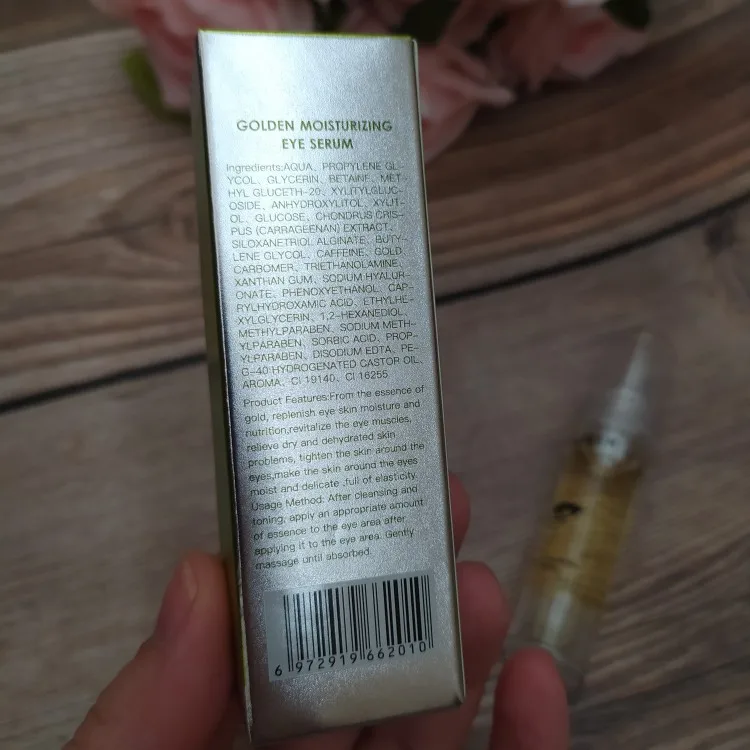 GOLDEN MOISTURIZING
EYE SERUM
Ingredients:AQUA、PROPYLENE GL-
YCOL、GLYCERIN、BETAINE、MET-
HYL GLUCETH-20、XYLITYLGLUC-
OSIDE、ANHYDROXYLITOL、XYLIT-
OL、GLUCOSE、CHONDRUS CRIS-
PUS (CARRAGEENAN) EXTRACT、
SILOXANETRIOL ALGINATE、BUTY-
LENE GLYCOL、CAFFEINE、GOLD、
CARBOMER、TRIETHANOLAMINE、
XANTHAN GUM、SODIUM HYALUR-
ONATE、PHENOXYETHANOL、CAP-
RYLHYDROXAMIC ACID、ETHYLHE-
XYLGLYCERIN、1,2-HEXANEDIOL、
METHYLPARABEN、SODIUM METH-
YLPARABEN、SORBIC ACID、PROP-
YLPARABEN、DISODIUM EDTA、PE-
G-40 HYDROGENATED CASTOR OIL、
AROMA、CI 19140、CI 16255
Product Features:From the essence of
gold, replenish eye skin moisture and
nutrition,revitalize the eye muscles,
relieve dry and dehydrated skin
problems, tighten the skin around the
eyes,make the skin around the eyes
moist and delicate ,full of elasticity.
Usage Method: After cleansing and
toning, apply an appropriate amount
of essence to the eye area after
applying it to the eye area. Gently
massage until absorbed.
6 972919 662010